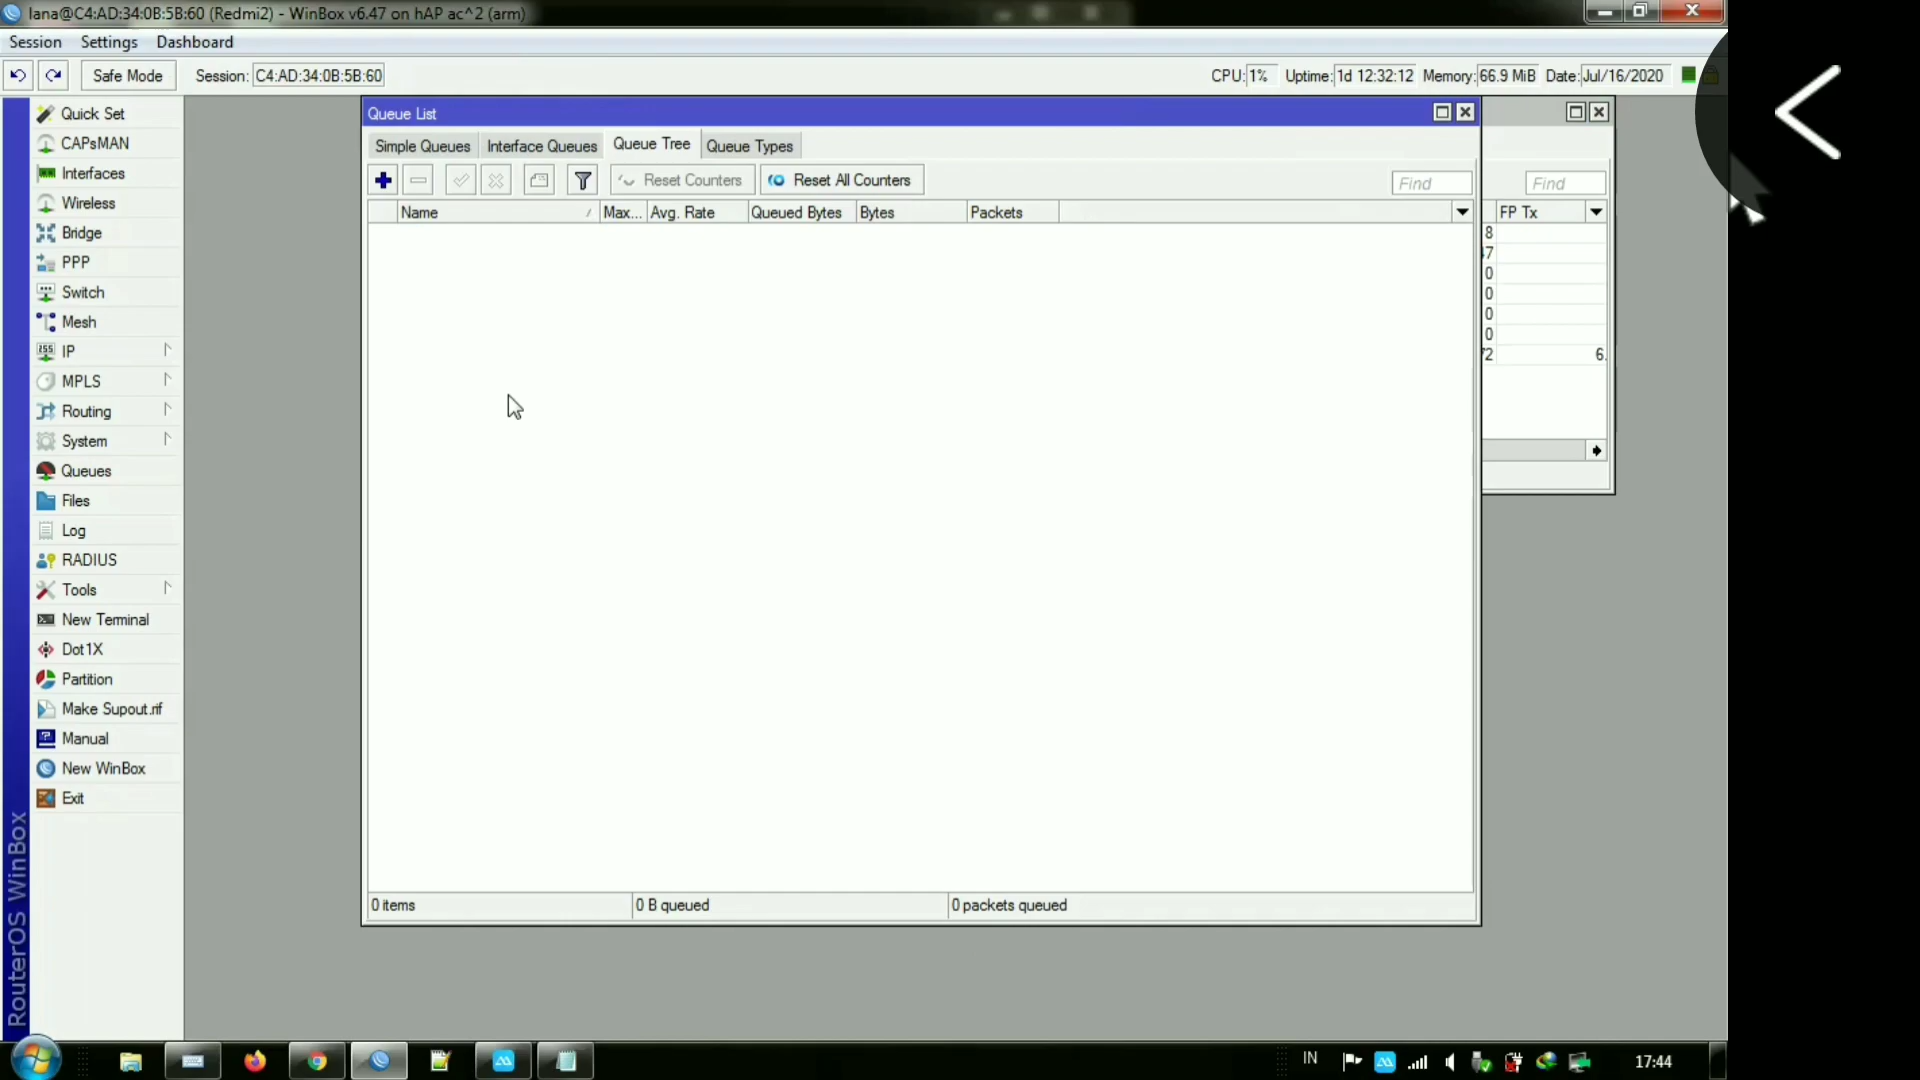 lana@C4:AD:34:0B:5B:60 (Redmi2) - WinBox v6.47 on hAP ac^2 (arm)
Session Settings Dashboard
Safe Mode Session: C4:AD:34:0B:5B:60 CPU: 1% Uptime: 1d 12:32:12 Memory: 66.9 MiB Date: Jul/16/2020
Quick Set
CAPsMAN
Interfaces
Wireless
Bridge
PPP
Switch
Mesh
IP
MPLS
Routing
System
Queues
Files
Log
RADIUS
Tools
New Terminal
Dot1X
Partition
Make Supout.rif
Manual
New WinBox
Exit
RouterOS WinBox
Queue List
Simple Queues Interface Queues Queue Tree Queue Types
Reset Counters Reset All Counters Find
Name Max... Avg. Rate Queued Bytes Bytes Packets
0 items 0 B queued 0 packets queued
Find
FP Tx
8
7
0
0
0
0
72 6.
IN 17:44